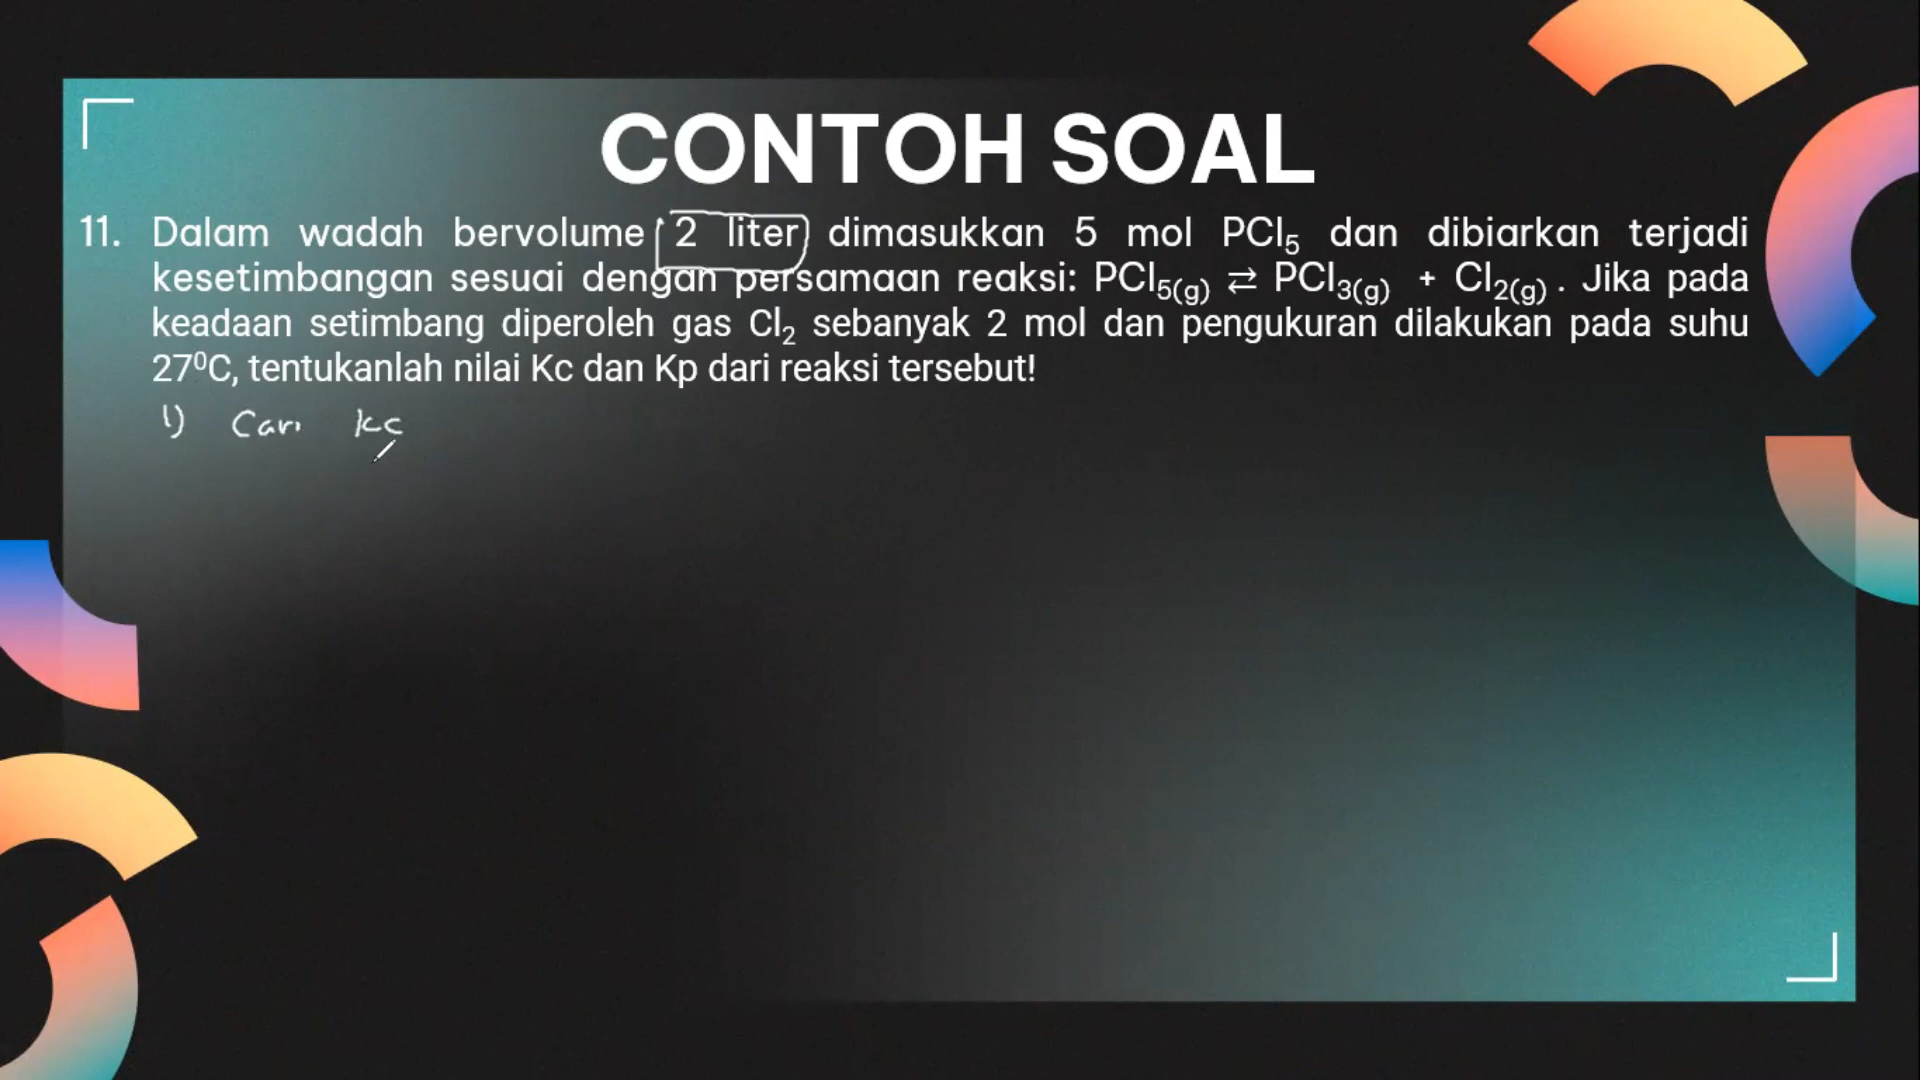 CONTOH SOAL
11. Dalam wadah bervolume 2 liter dimasukkan 5 mol PCl₅ dan dibiarkan terjadi
kesetimbangan sesuai dengan persamaan reaksi: PCl₅₍g₎ ⇄ PCl₃₍g₎ + Cl₂₍g₎ . Jika pada
keadaan setimbang diperoleh gas Cl₂ sebanyak 2 mol dan pengukuran dilakukan pada suhu
27⁰C, tentukanlah nilai Kc dan Kp dari reaksi tersebut!
1) Cari Kc